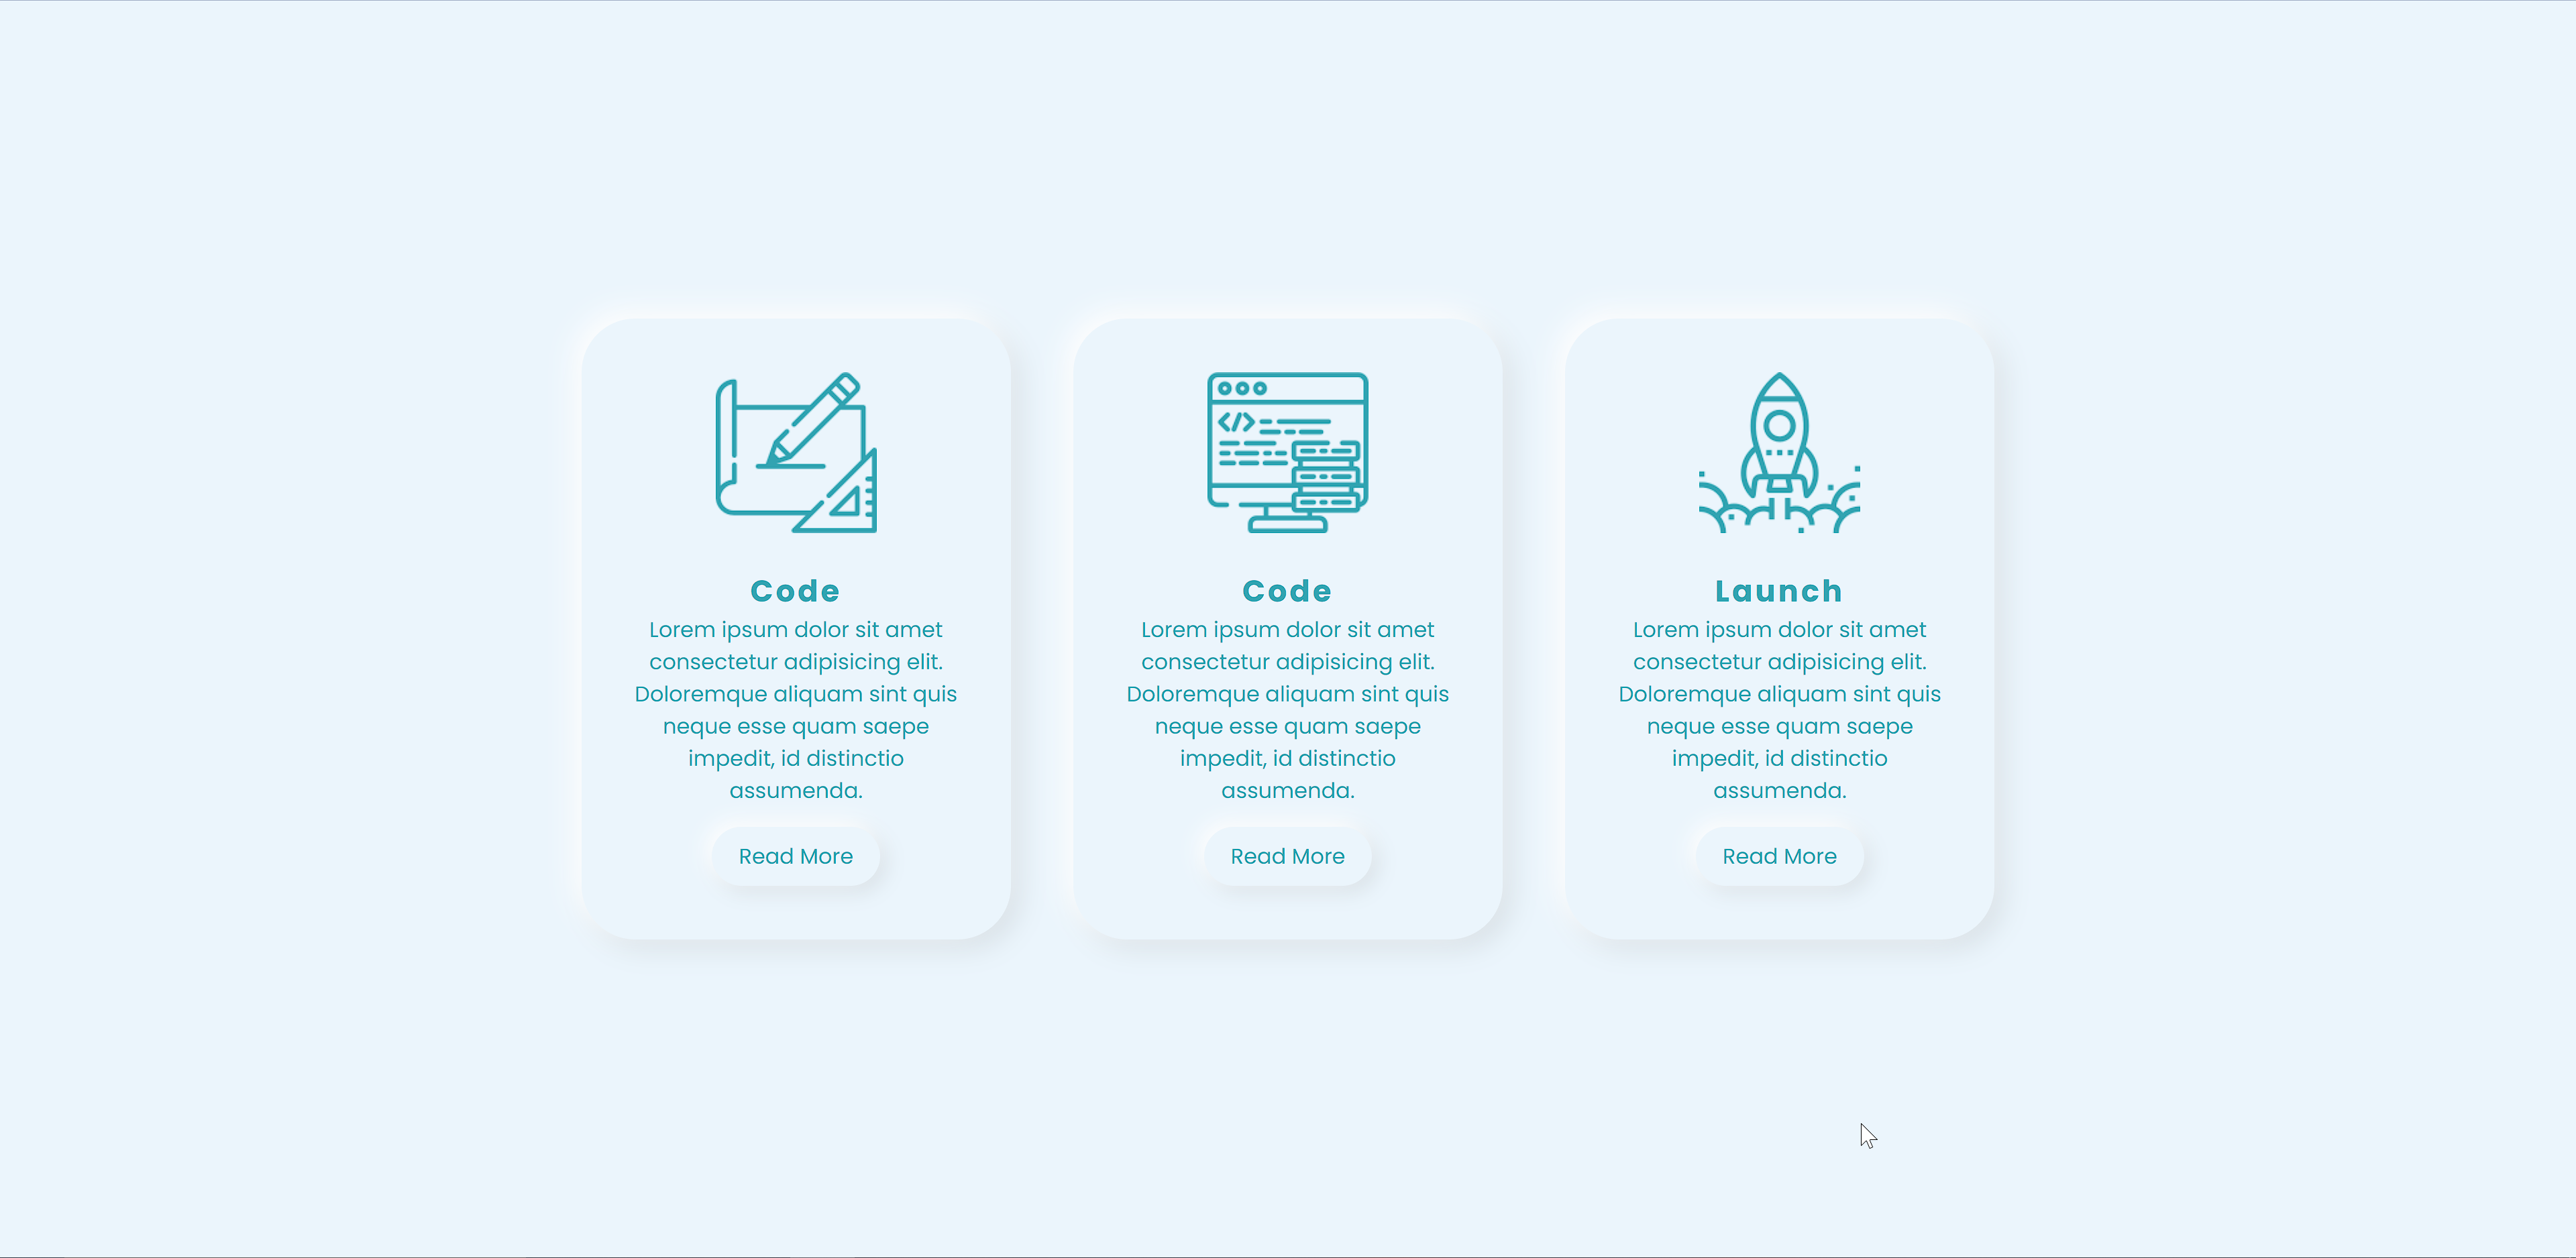 Code
Lorem ipsum dolor sit amet
consectetur adipisicing elit.
Doloremque aliquam sint quis
neque esse quam saepe
impedit, id distinctio
assumenda.
Read More
</>
Code
Lorem ipsum dolor sit amet
consectetur adipisicing elit.
Doloremque aliquam sint quis
neque esse quam saepe
impedit, id distinctio
assumenda.
Read More
Launch
Lorem ipsum dolor sit amet
consectetur adipisicing elit.
Doloremque aliquam sint quis
neque esse quam saepe
impedit, id distinctio
assumenda.
Read More